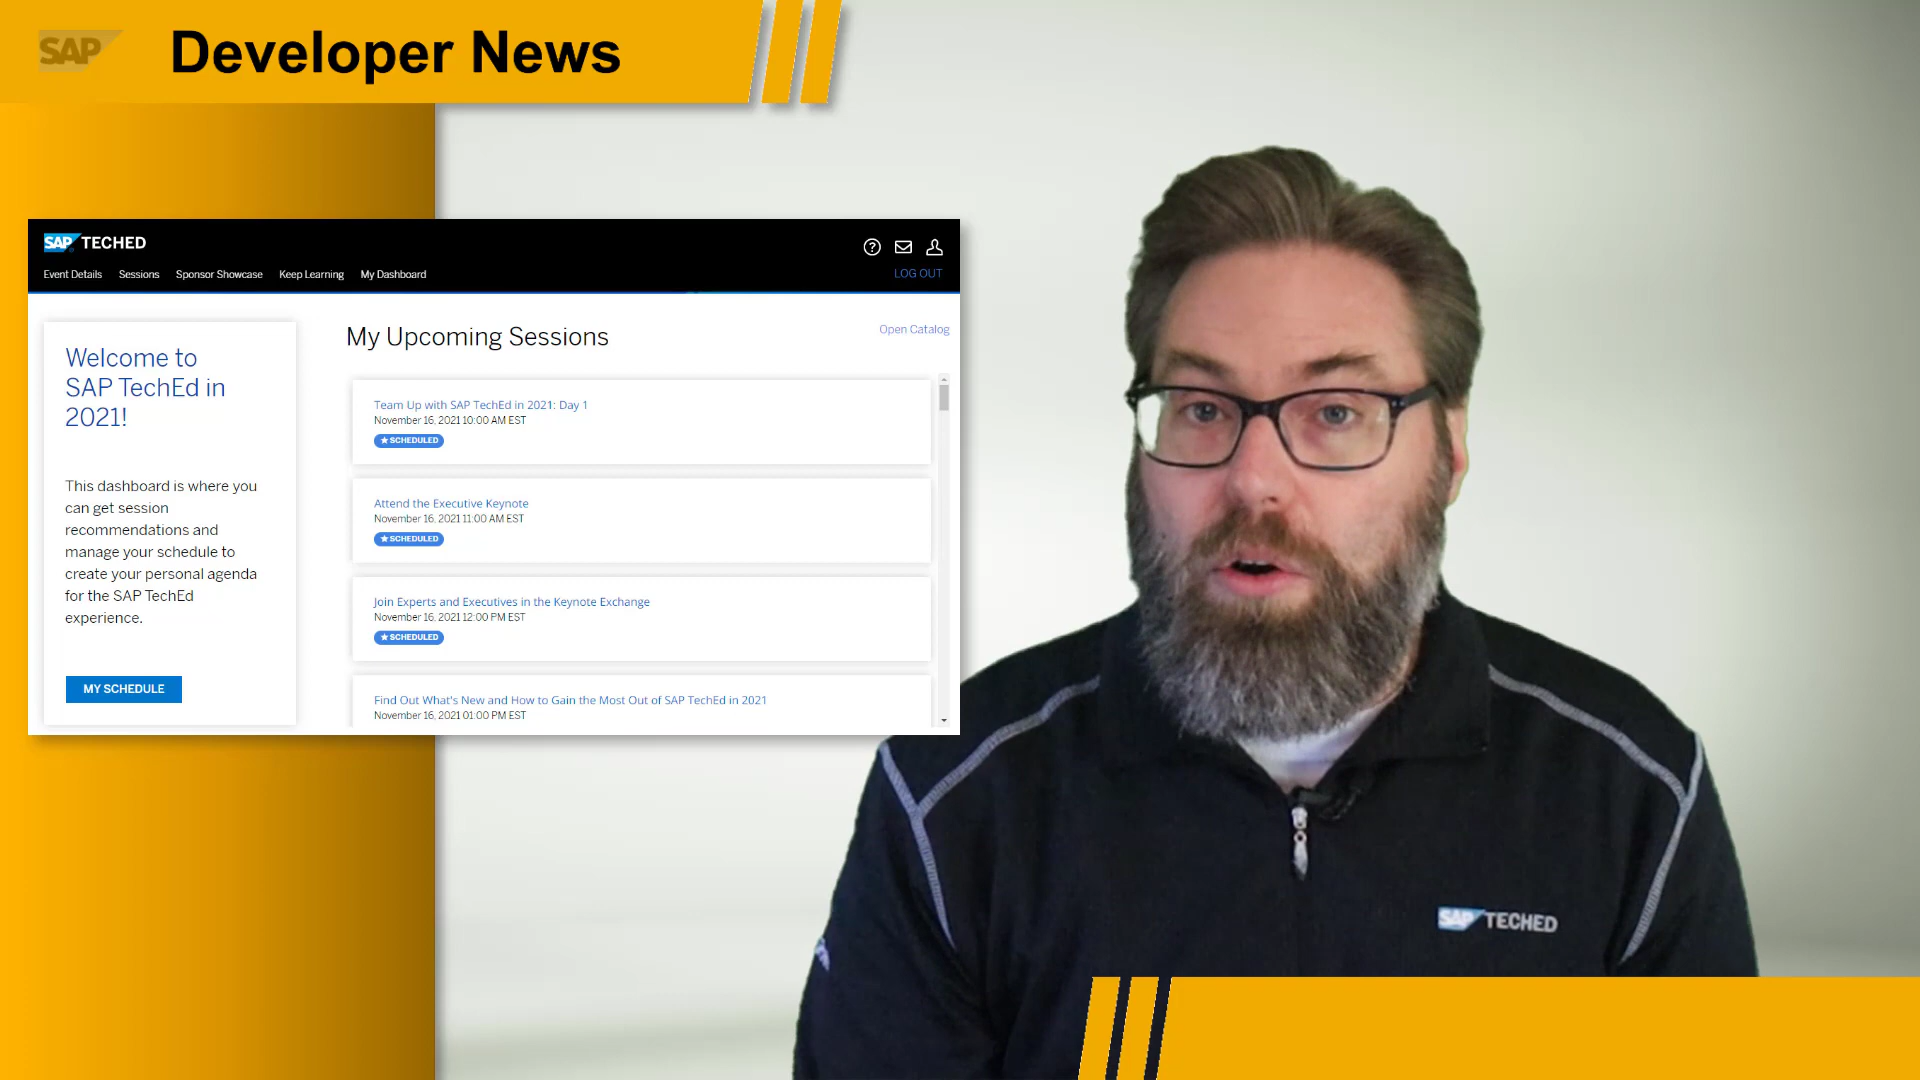 SAP
Developer News
SAP TECHED
Event Details Sessions Sponsor Showcase Keep Learning My Dashboard
LOG OUT
Welcome to
SAP TechEd in
2021!
This dashboard is where you
can get session
recommendations and
manage your schedule to
create your personal agenda
for the SAP TechEd
experience.
MY SCHEDULE
My Upcoming Sessions
Open Catalog
Team Up with SAP TechEd in 2021: Day 1
November 16, 2021 10:00 AM EST
★ SCHEDULED
Attend the Executive Keynote
November 16, 2021 11:00 AM EST
★ SCHEDULED
Join Experts and Executives in the Keynote Exchange
November 16, 2021 12:00 PM EST
★ SCHEDULED
Find Out What's New and How to Gain the Most Out of SAP TechEd in 2021
November 16, 2021 01:00 PM EST
SAP TECHED